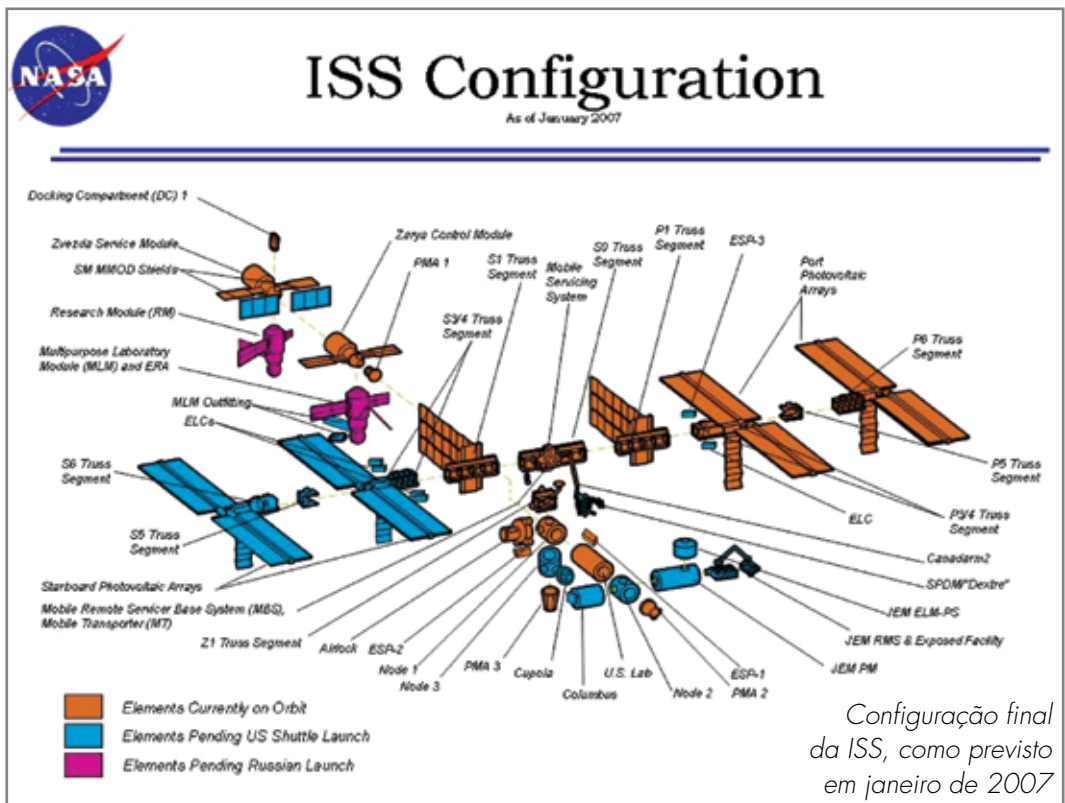 NASA
ISS Configuration
As of January 2007
Docking Compartment (DC) 1
Zvezda Service Module
SM MMOD Shields
Research Module (RM)
Multipurpose Laboratory
Module (MLM) and ERA
MLM Outfitting
ELCs
S6 Truss
Segment
S5 Truss
Segment
Starboard Photovoltaic Arrays
Mobile Remote Servicer Base System (MBS),
Mobile Transporter (MT)
Z1 Truss Segment
Zarya Control Module
PMA 1
S3/4 Truss
Segment
S1 Truss
Segment
Mobile
Servicing
System
S0 Truss
Segment
P1 Truss
Segment
ESP-3
Port
Photovoltaic
Arrays
P6 Truss
Segment
P5 Truss
Segment
P3/4 Truss
Segment
ELC
Canadarm2
SPDM/"Dextre"
JEM ELM-PS
JEM RMS & Exposed Facility
JEM PM
Airlock
ESP-2
Node 1
Node 3
PMA 3
Cupola
Columbus
U.S. Lab
Node 2
ESP-1
PMA 2
Elements Currently on Orbit
Elements Pending US Shuttle Launch
Elements Pending Russian Launch
Configuração final
da ISS, como previsto
em janeiro de 2007